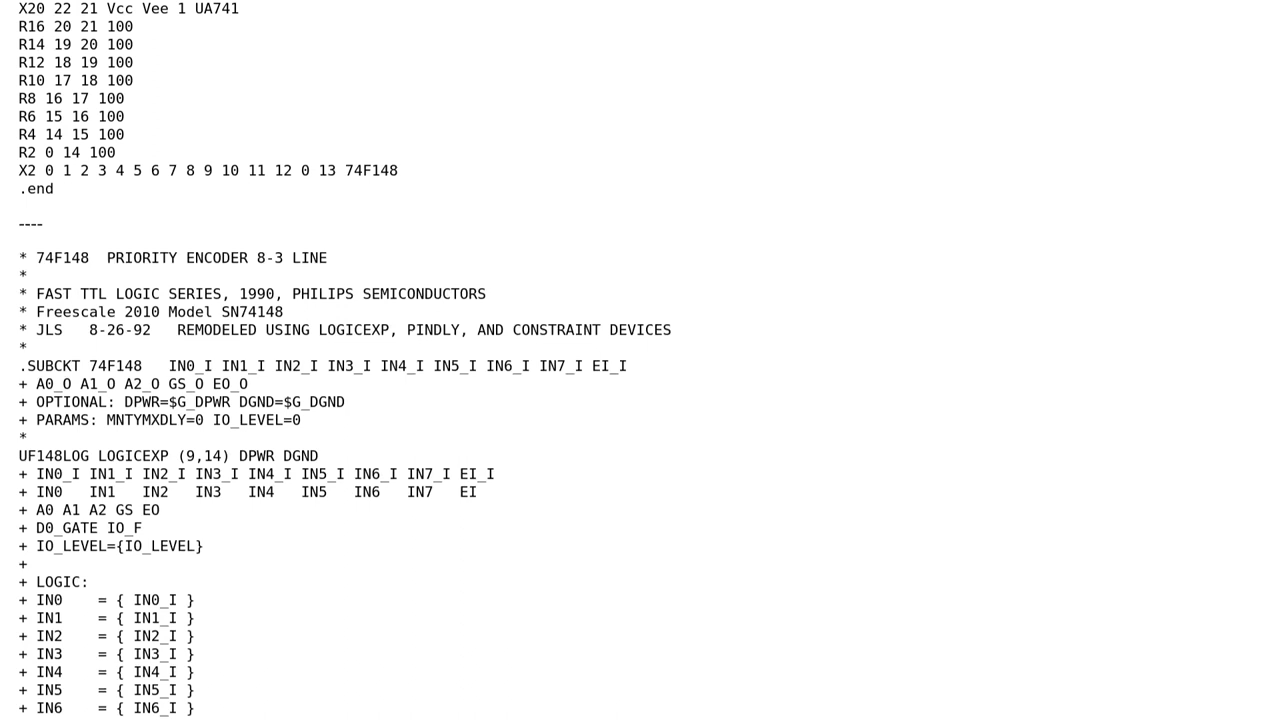 X20 22 21 Vcc Vee 1 UA741
R16 20 21 100
R14 19 20 100
R12 18 19 100
R10 17 18 100
R8 16 17 100
R6 15 16 100
R4 14 15 100
R2 0 14 100
X2 0 1 2 3 4 5 6 7 8 9 10 11 12 0 13 74F148
.end
----
* 74F148  PRIORITY ENCODER 8-3 LINE
*
* FAST TTL LOGIC SERIES, 1990, PHILIPS SEMICONDUCTORS
* Freescale 2010 Model SN74148
* JLS   8-26-92   REMODELED USING LOGICEXP, PINDLY, AND CONSTRAINT DEVICES
*
.SUBCKT 74F148   IN0_I IN1_I IN2_I IN3_I IN4_I IN5_I IN6_I IN7_I EI_I
+ A0_O A1_O A2_O GS_O EO_O
+ OPTIONAL: DPWR=$G_DPWR DGND=$G_DGND
+ PARAMS: MNTYMXDLY=0 IO_LEVEL=0
*
UF148LOG LOGICEXP (9,14) DPWR DGND
+ IN0_I IN1_I IN2_I IN3_I IN4_I IN5_I IN6_I IN7_I EI_I
+ IN0   IN1   IN2   IN3   IN4   IN5   IN6   IN7   EI
+ A0 A1 A2 GS EO
+ D0_GATE IO_F
+ IO_LEVEL={IO_LEVEL}
+
+ LOGIC:
+ IN0    = { IN0_I }
+ IN1    = { IN1_I }
+ IN2    = { IN2_I }
+ IN3    = { IN3_I }
+ IN4    = { IN4_I }
+ IN5    = { IN5_I }
+ IN6    = { IN6_I }